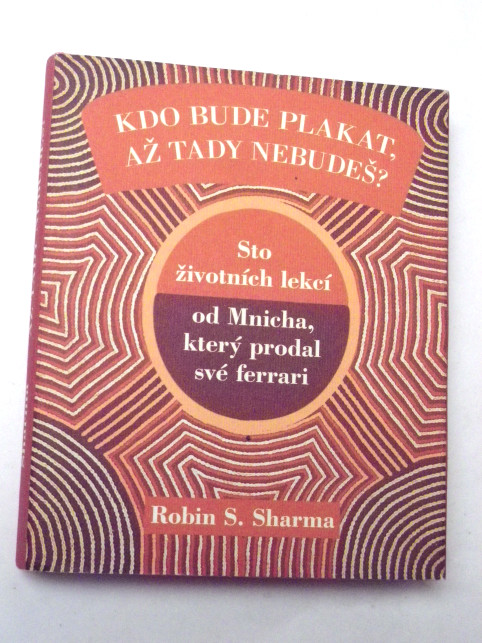 KDO BUDE PLAKAT,
AŽ TADY NEBUDEŠ?
Sto
životních lekcí
od Mnicha,
který prodal
své ferrari
Robin S. Sharma